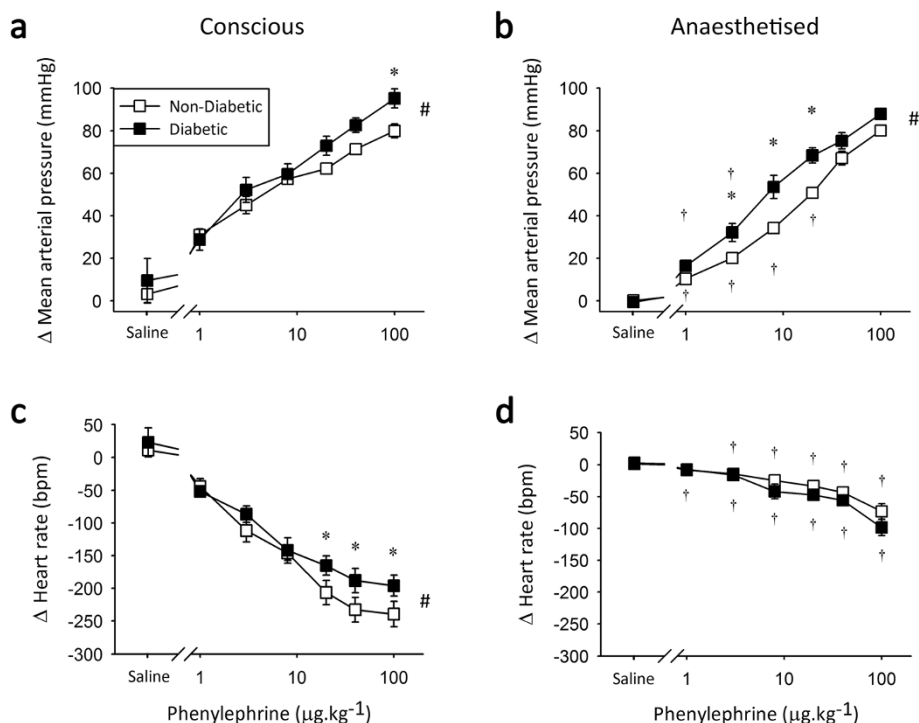 a Conscious
Δ Mean arterial pressure (mmHg)
100
80
60
40
20
0
Non-Diabetic
Diabetic
*
#
Saline
1
10
100
b Anaesthetised
Δ Mean arterial pressure (mmHg)
100
80
60
40
20
0
†
†
*
*
*
#
†
†
†
†
Saline
1
10
100
c
Δ Heart rate (bpm)
50
0
-50
-100
-150
-200
-250
-300
* * *
#
Saline
1
10
100
Phenylephrine (μg.kg-1)
d
Δ Heart rate (bpm)
50
0
-50
-100
-150
-200
-250
-300
† † † † †
† † † † † †
Saline
1
10
100
Phenylephrine (μg.kg-1)